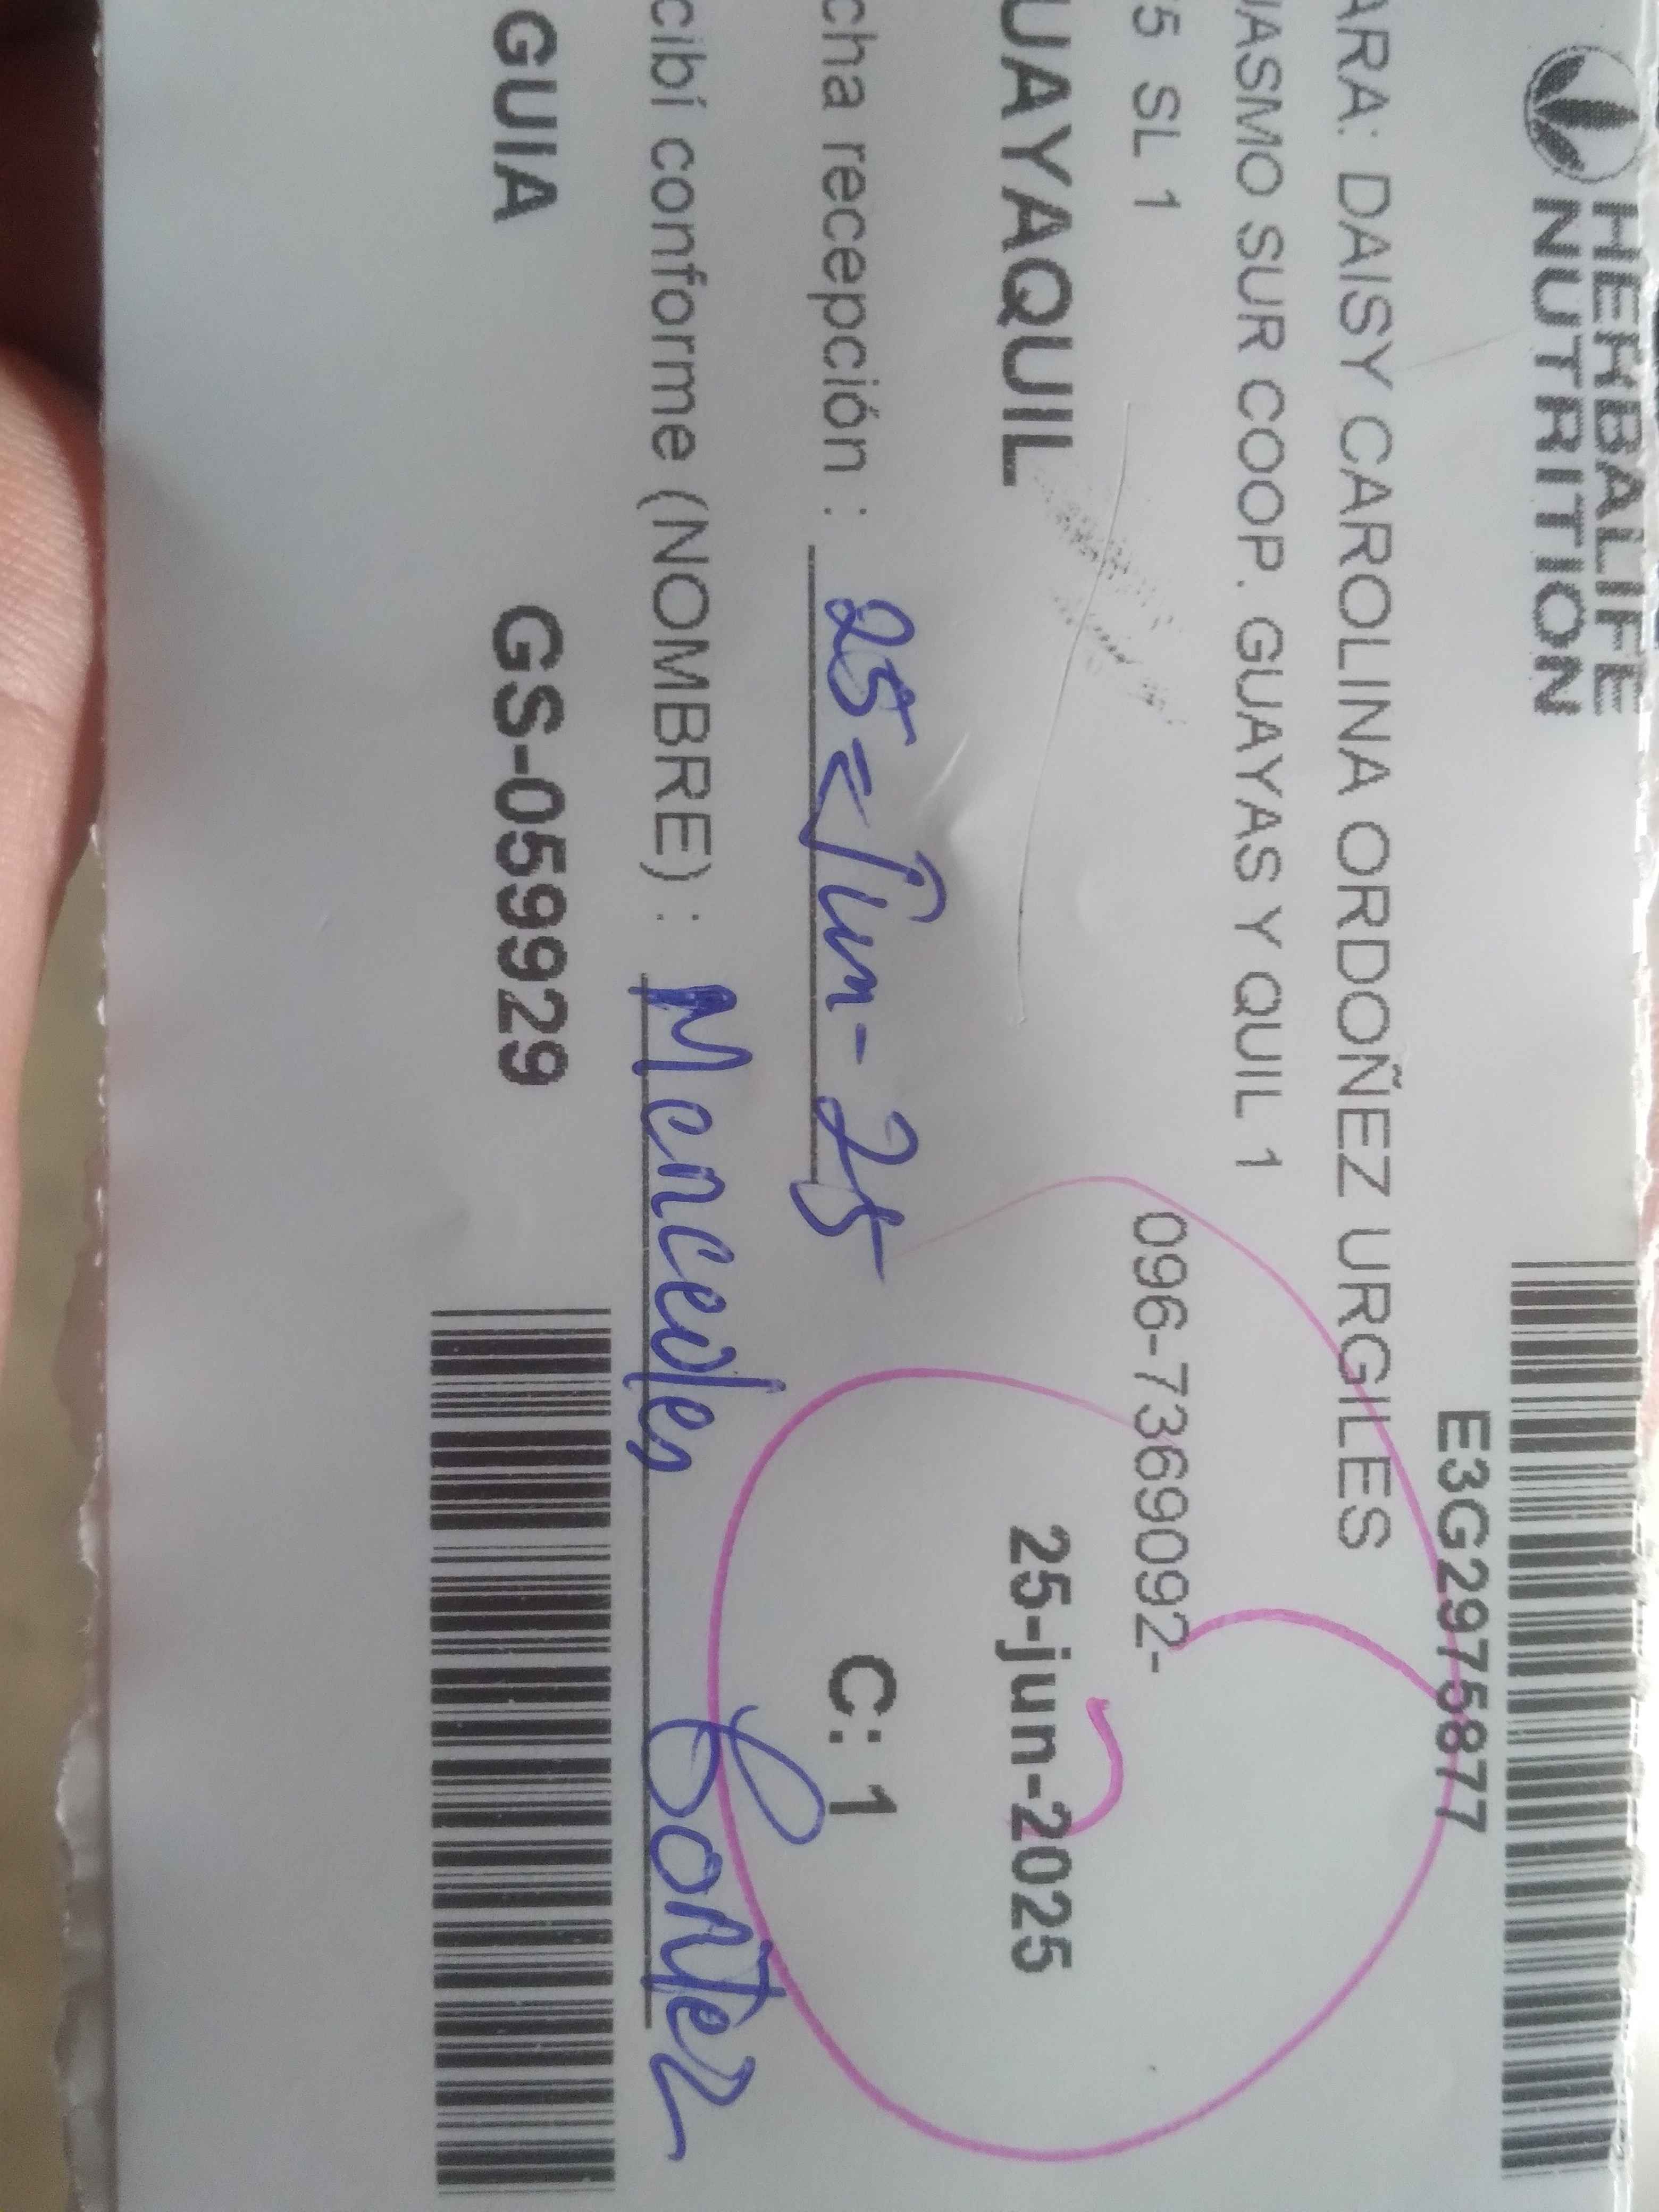 HERBALIFE
NUTRITION
E3G2975877
ARA: DAISY CAROLINA ORDOÑEZ URGILES
UASMO SUR COOP. GUAYAS Y QUIL 1
5 SL 1 096-7369092-
UAYAQUIL 25-jun-2025
cha recepción : 25-Jun-25 C: 1
cibí conforme (NOMBRE) : Mercedes
GUIA GS-059929